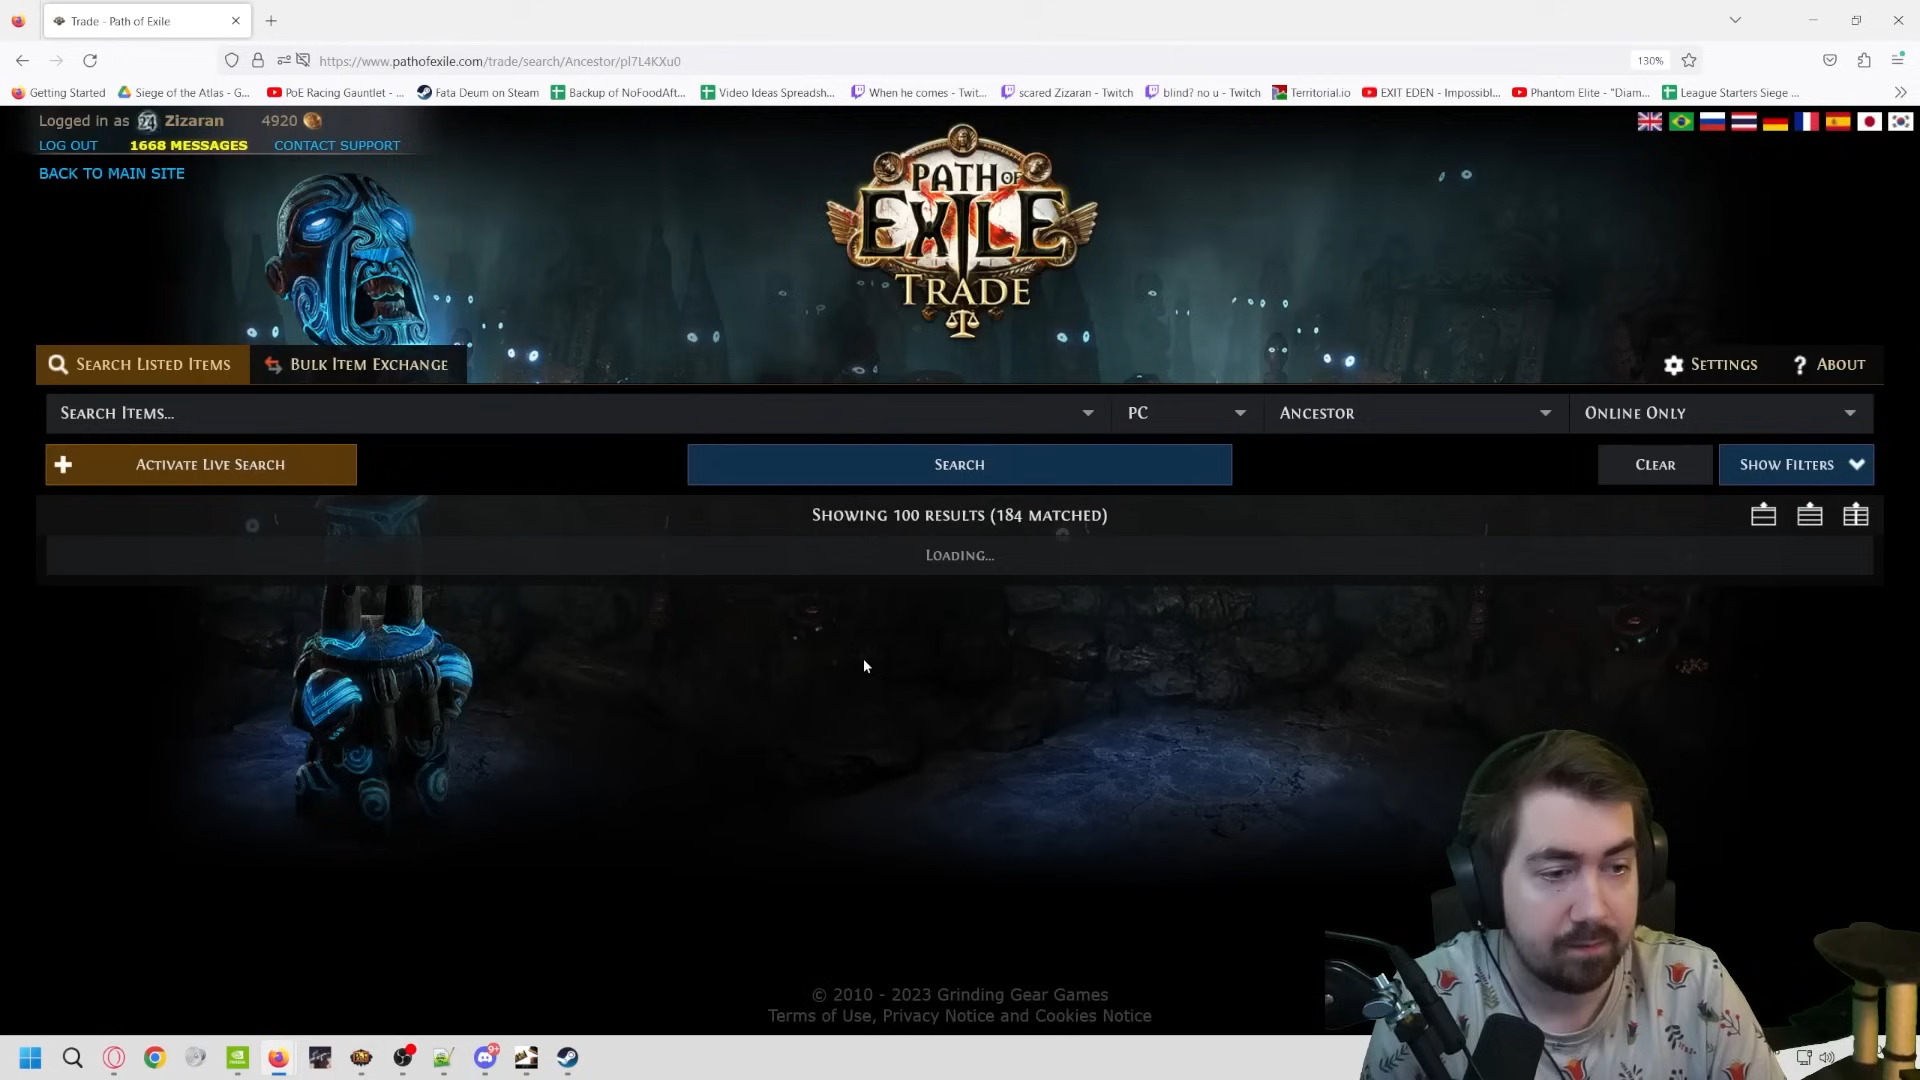 Trade - Path of Exile
https://www.pathofexile.com/trade/search/Ancestor/pl7L4KXu0
130%
Getting Started
Siege of the Atlas - G...
PoE Racing Gauntlet - ...
Fata Deum on Steam
Backup of NoFoodAft...
Video Ideas Spreadsh...
When he comes - Twit...
scared Zizaran - Twitch
blind? no u - Twitch
Territorial.io
EXIT EDEN - Impossibl...
Phantom Elite - "Diam...
League Starters Siege ...
Logged in as Zizaran 4920
LOG OUT 1668 MESSAGES CONTACT SUPPORT
BACK TO MAIN SITE
PATH OF
EXILE
TRADE
SEARCH LISTED ITEMS
BULK ITEM EXCHANGE
SETTINGS
? ABOUT
SEARCH ITEMS...
PC
ANCESTOR
ONLINE ONLY
ACTIVATE LIVE SEARCH
SEARCH
CLEAR
SHOW FILTERS
SHOWING 100 RESULTS (184 MATCHED)
LOADING...
© 2010 - 2023 Grinding Gear Games
Terms of Use, Privacy Notice and Cookies Notice
9+